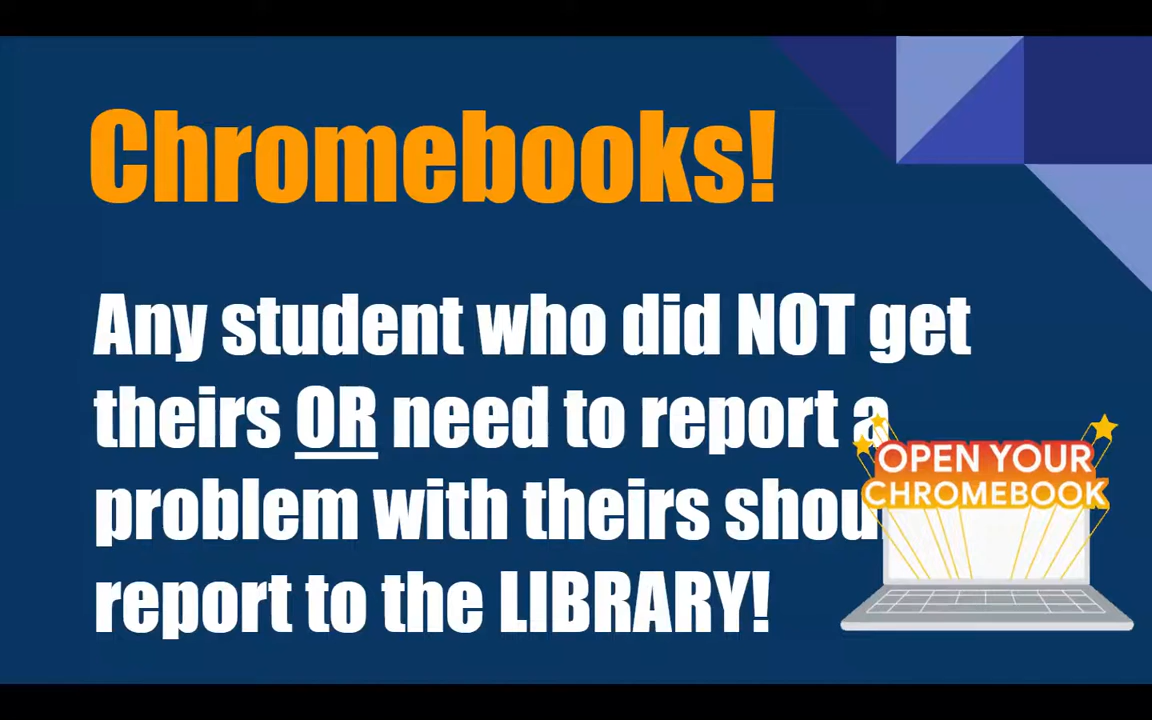 Chromebooks!
Any student who did NOT get
theirs OR need to report a
problem with theirs shou
report to the LIBRARY!
OPEN YOUR
CHROMEBOOK